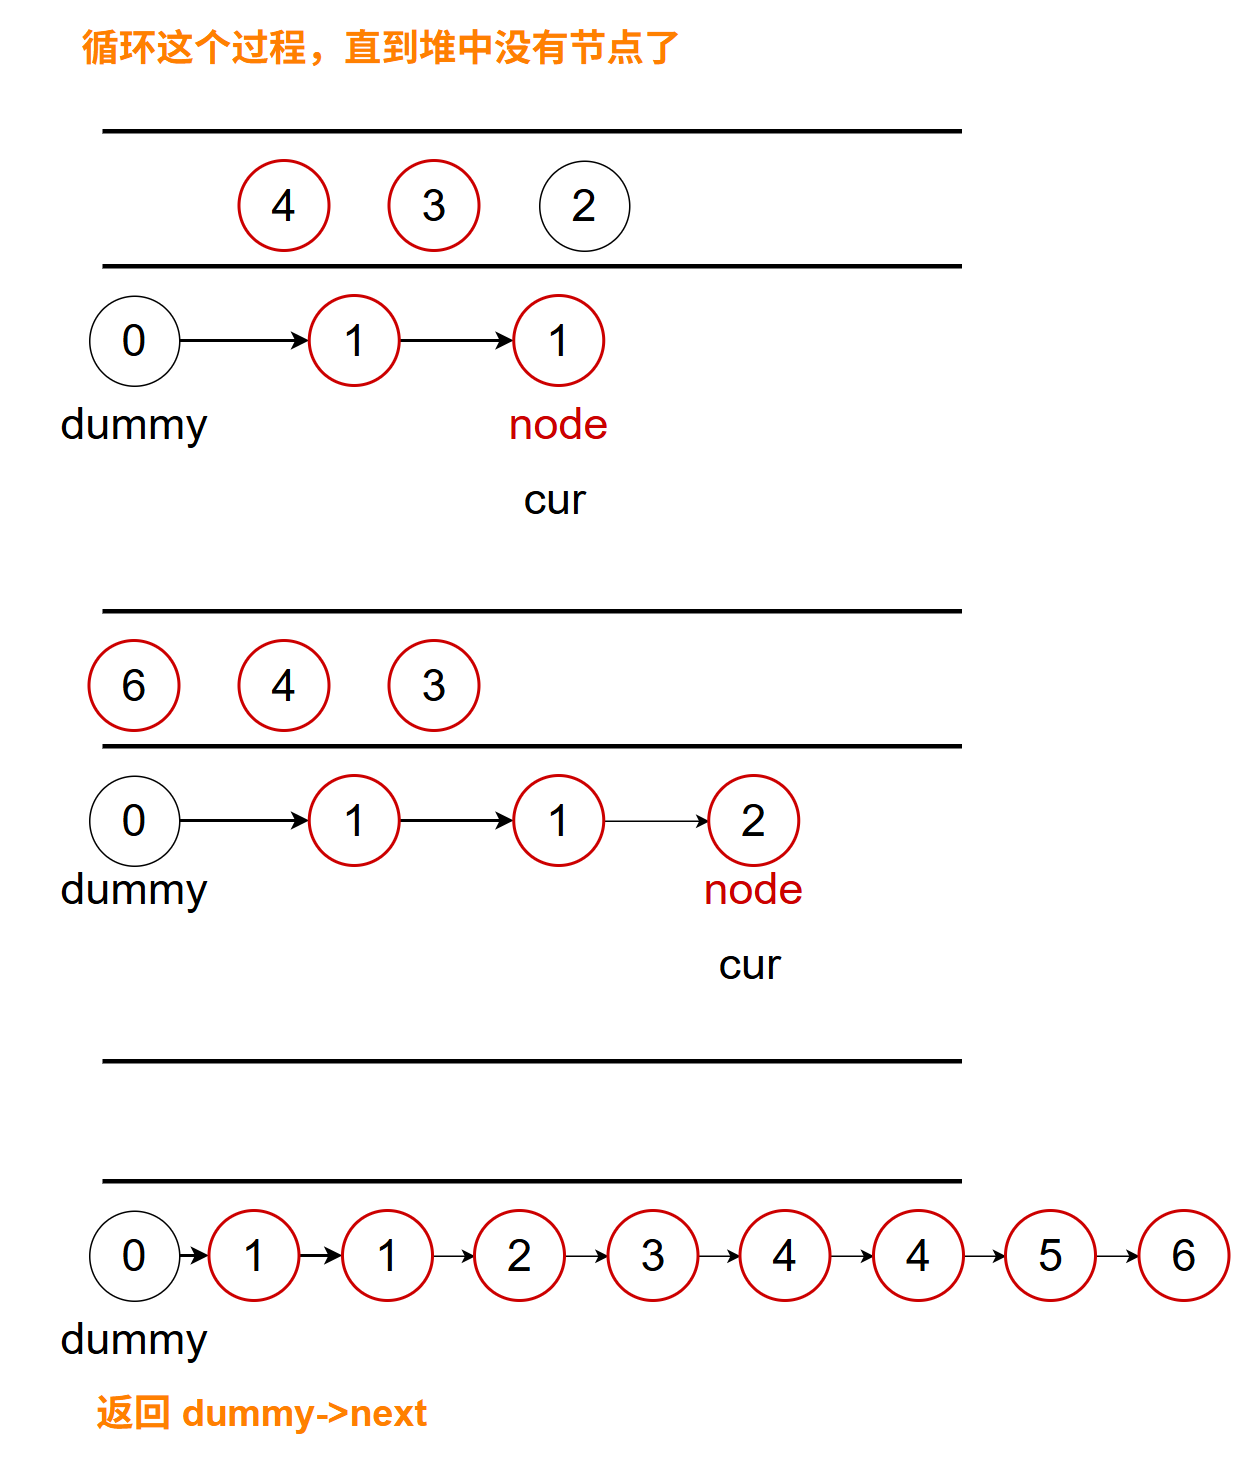 循环这个过程，直到堆中没有节点了
4 3 2
0 1 1
dummy node
cur
6 4 3
0 1 1 2
dummy node
cur
0 1 1 2 3 4 4 5 6
dummy
返回 dummy->next